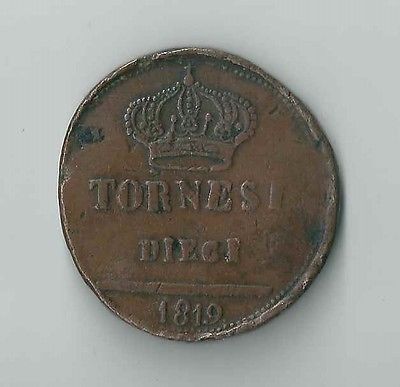 TORNESI
DIECI
1819